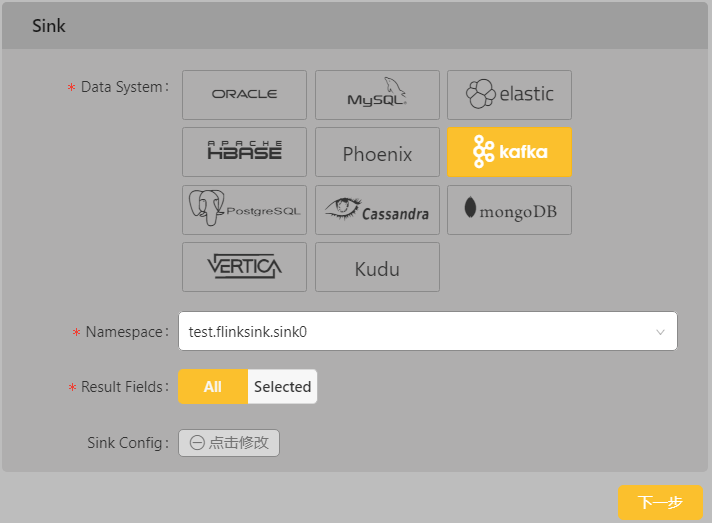 Sink
* Data System :
ORACLE
MySQL
elastic
APACHE
HBASE
Phoenix
kafka
PostgreSQL
Cassandra
mongoDB
VERTICA
Kudu
* Namespace :
test.flinksink.sink0
* Result Fields :
All
Selected
Sink Config :
点击修改
下一步